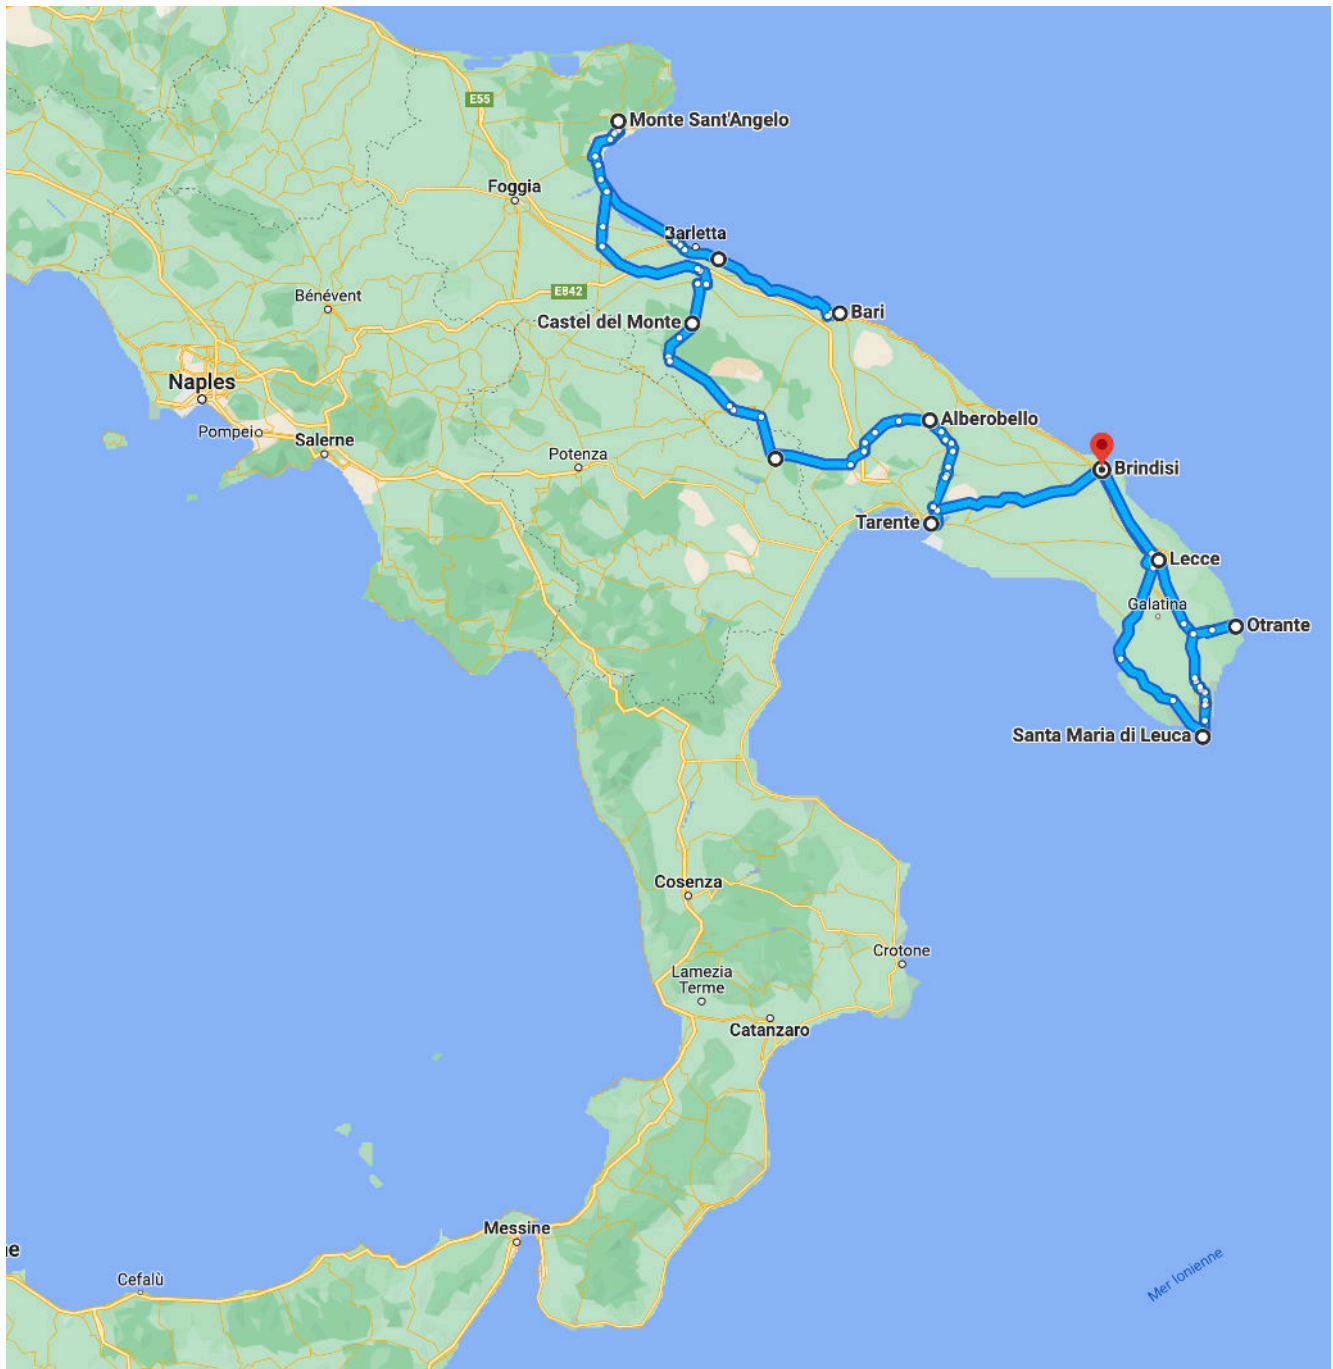 E55
Monte Sant'Angelo
Foggia
Barletta
E842
Bénévent
Bari
Castel del Monte
Naples
Pompeio
Salerne
Alberobello
Potenza
Brindisi
Tarente
Lecce
Galatina
Otrante
Santa Maria di Leuca
Cosenza
Crotone
Lamezia
Terme
Catanzaro
Messine
Cefalù
Mer Ionienne